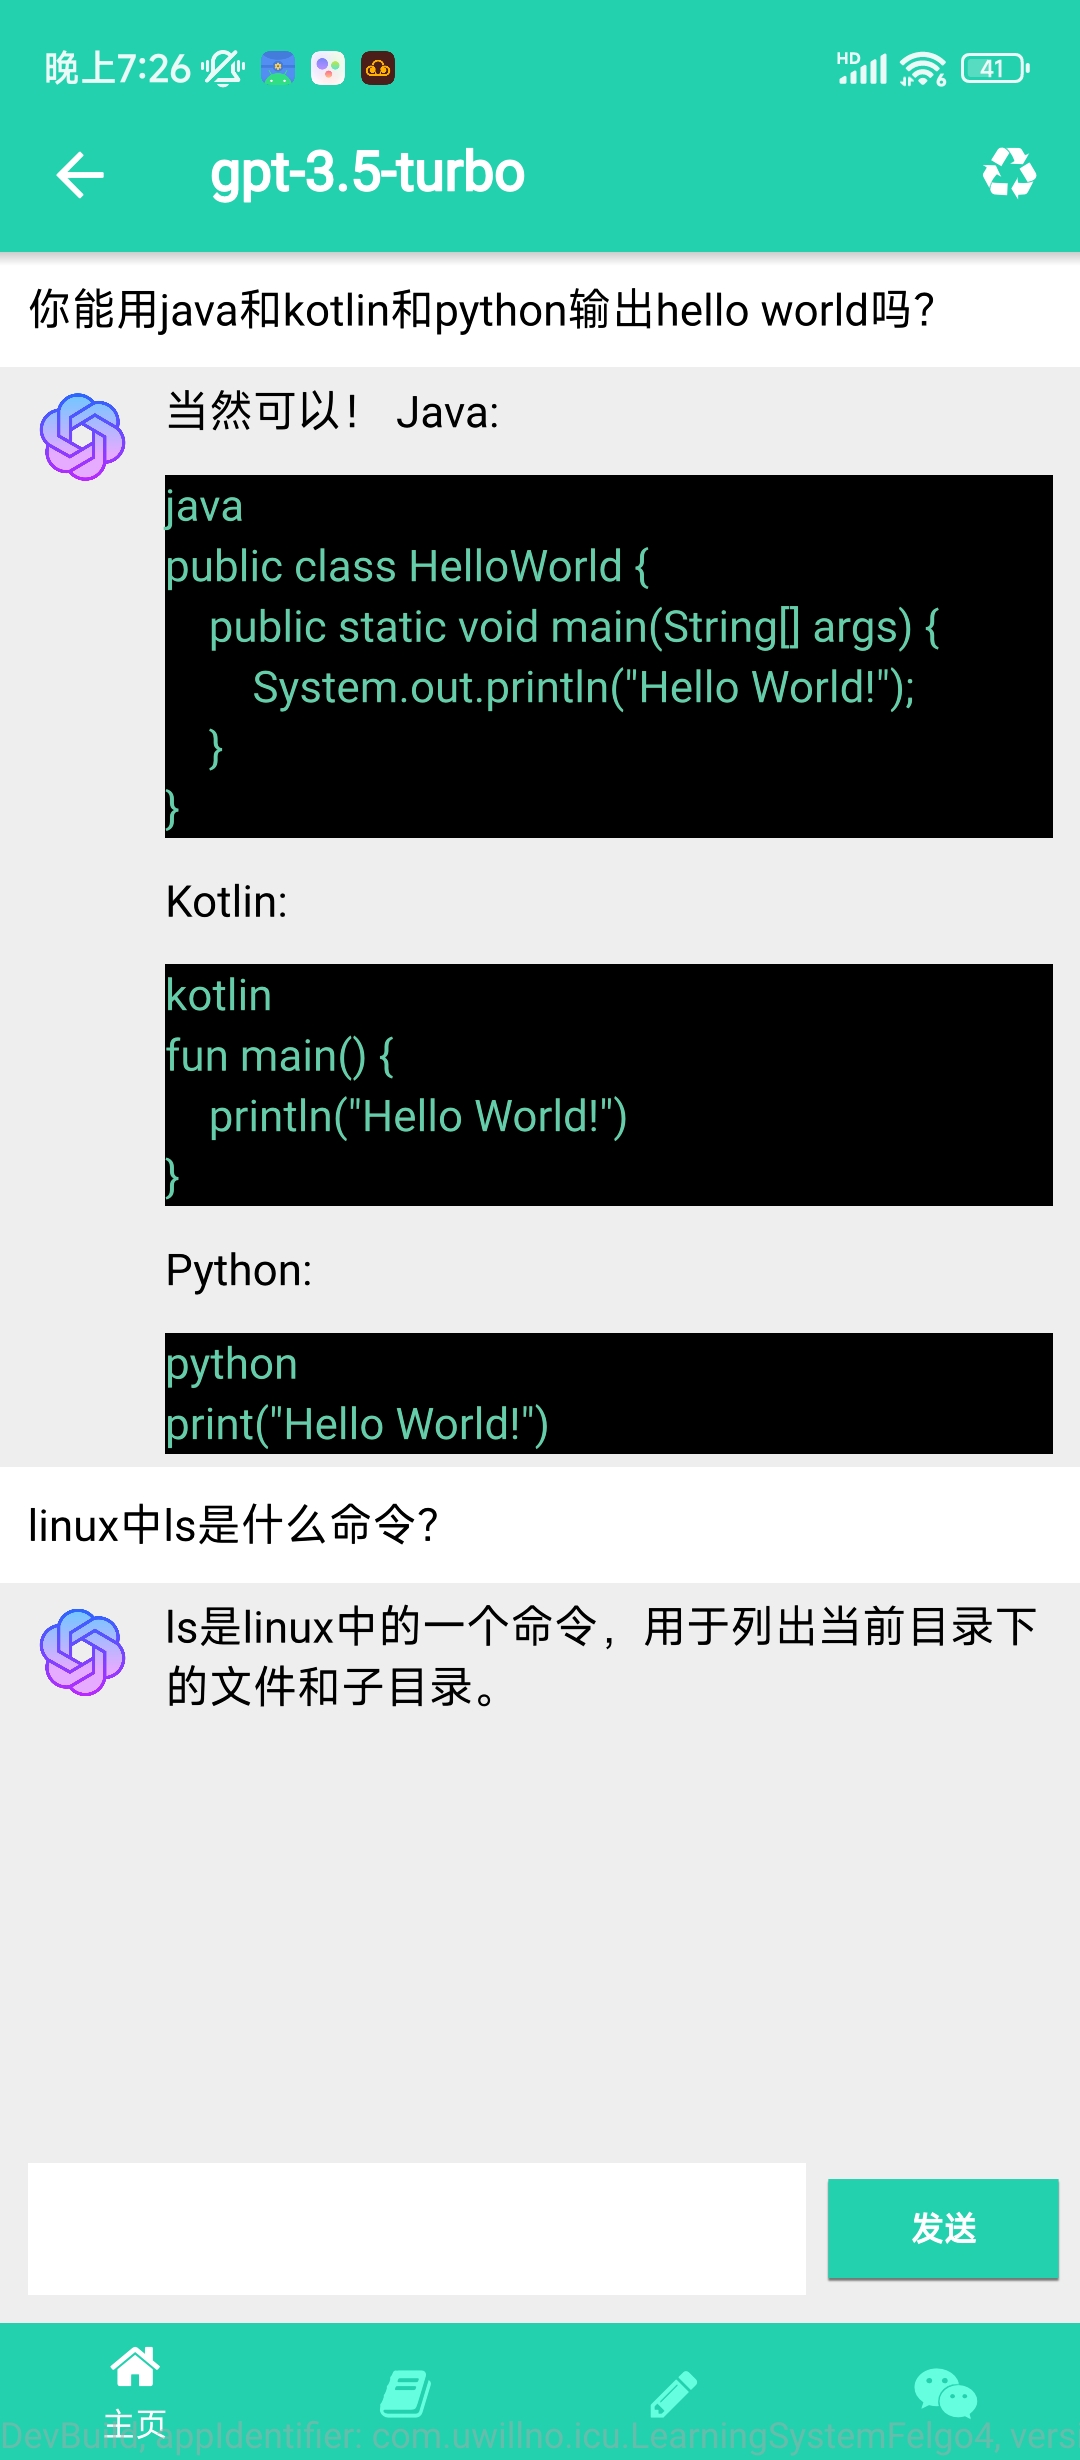 晚上7:26
HD
6
41
gpt-3.5-turbo
你能用java和kotlin和python输出hello world吗?
当然可以！ Java:
java
public class HelloWorld {
    public static void main(String[] args) {
        System.out.println("Hello World!");
    }
}
Kotlin:
kotlin
fun main() {
    println("Hello World!")
}
Python:
python
print("Hello World!")
linux中ls是什么命令?
ls是linux中的一个命令，用于列出当前目录下
的文件和子目录。
发送
主页
DevBuild, appIdentifier: com.uwillno.icu.LearningSystemFelgo4, vers